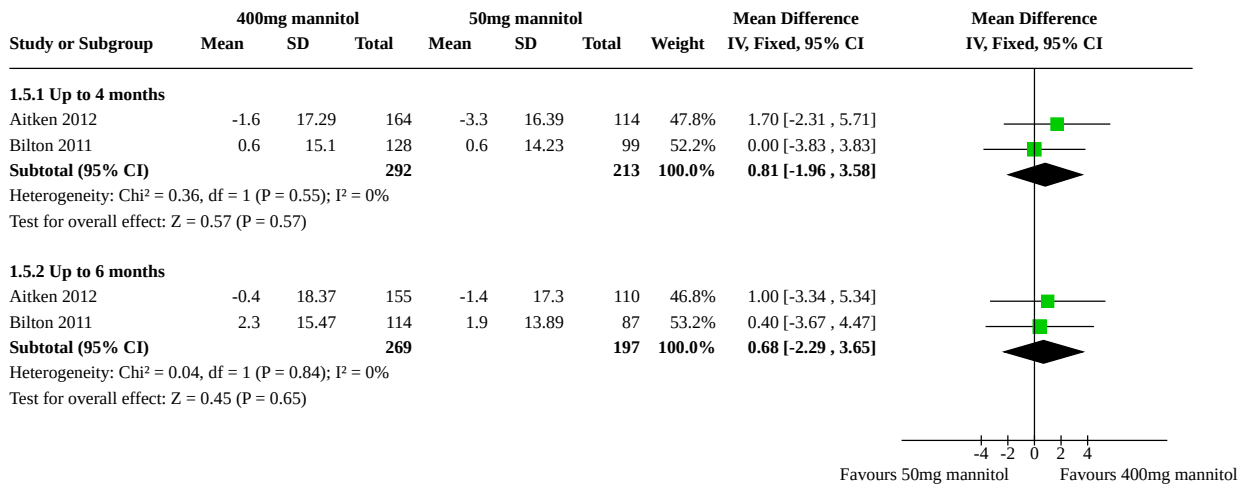 400mg mannitol 50mg mannitol Mean Difference Mean Difference
Study or Subgroup Mean SD Total Mean SD Total Weight IV, Fixed, 95% CI IV, Fixed, 95% CI
1.5.1 Up to 4 months
Aitken 2012 -1.6 17.29 164 -3.3 16.39 114 47.8% 1.70 [-2.31 , 5.71]
Bilton 2011 0.6 15.1 128 0.6 14.23 99 52.2% 0.00 [-3.83 , 3.83]
Subtotal (95% CI) 292 213 100.0% 0.81 [-1.96 , 3.58]
Heterogeneity: Chi² = 0.36, df = 1 (P = 0.55); I² = 0%
Test for overall effect: Z = 0.57 (P = 0.57)
1.5.2 Up to 6 months
Aitken 2012 -0.4 18.37 155 -1.4 17.3 110 46.8% 1.00 [-3.34 , 5.34]
Bilton 2011 2.3 15.47 114 1.9 13.89 87 53.2% 0.40 [-3.67 , 4.47]
Subtotal (95% CI) 269 197 100.0% 0.68 [-2.29 , 3.65]
Heterogeneity: Chi² = 0.04, df = 1 (P = 0.84); I² = 0%
Test for overall effect: Z = 0.45 (P = 0.65)
-4 -2 0 2 4
Favours 50mg mannitol Favours 400mg mannitol